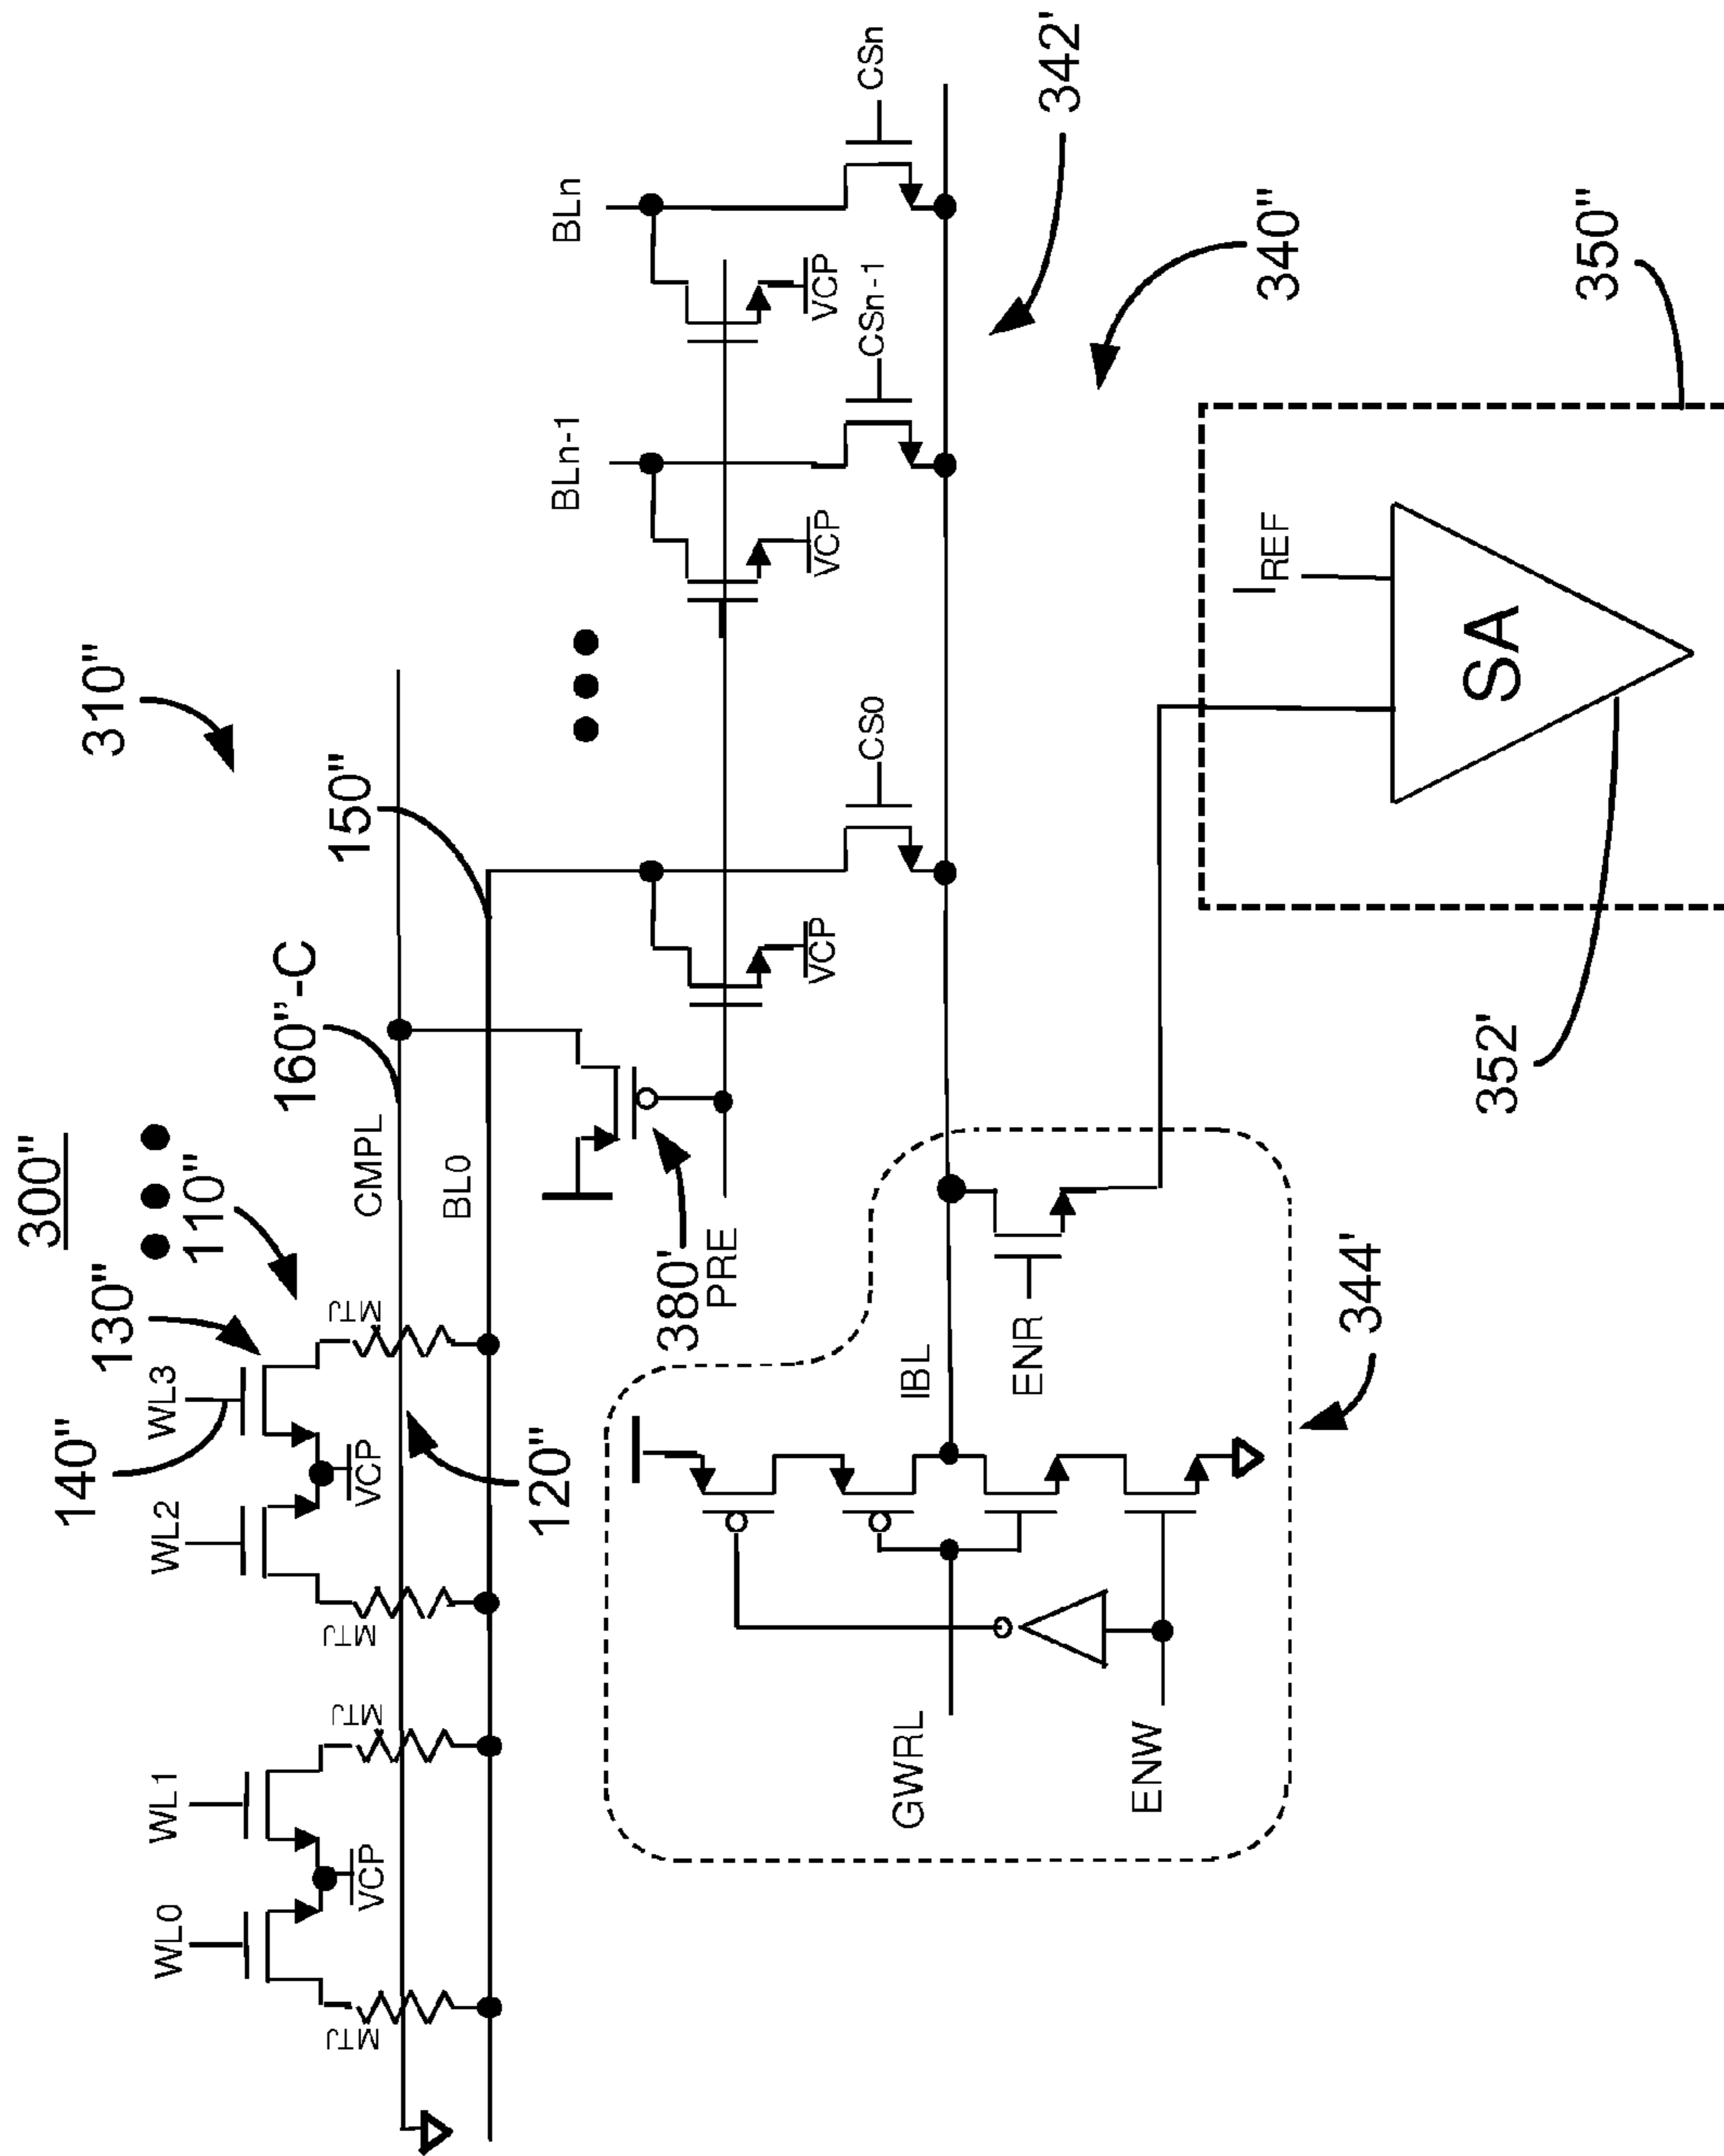 300"
310"
110"
130"
140"
WL0
WL1
WL2
WL3
VCP
VCP
MTJ
MTJ
MTJ
MTJ
120"
CMPL
160"-C
BL0
150"
380'
PRE
VCP
BLn-1
BLn
VCP
VCP
CS0
CSn-1
CSn
342'
340"
IBL
GWRL
ENW
ENR
344'
IREF
SA
352'
350"